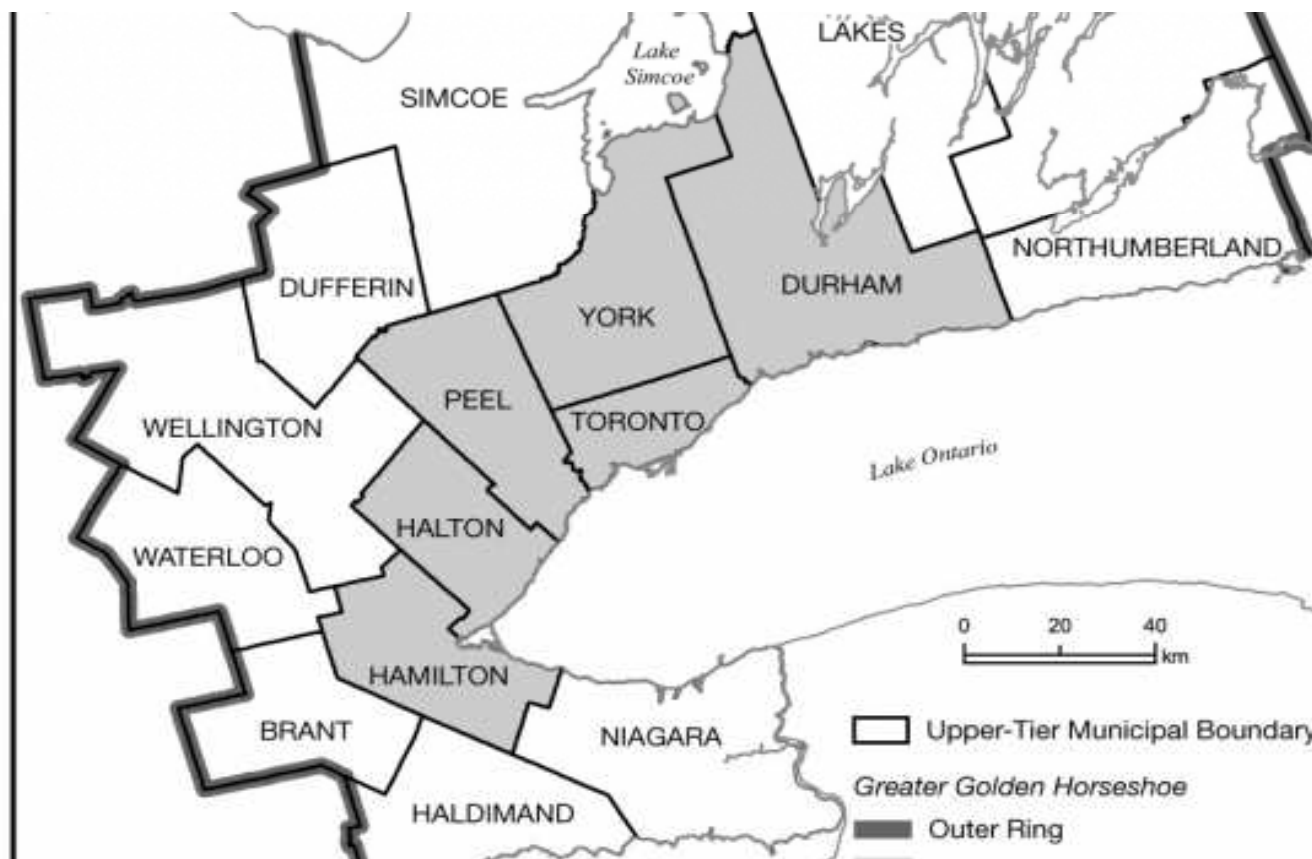 LAKES
Lake
Simcoe
SIMCOE
NORTHUMBERLAND
DUFFERIN
DURHAM
YORK
PEEL
TORONTO
WELLINGTON
Lake Ontario
HALTON
WATERLOO
0 20 40
km
HAMILTON
BRANT
NIAGARA
Upper-Tier Municipal Boundary
Greater Golden Horseshoe
HALDIMAND
Outer Ring